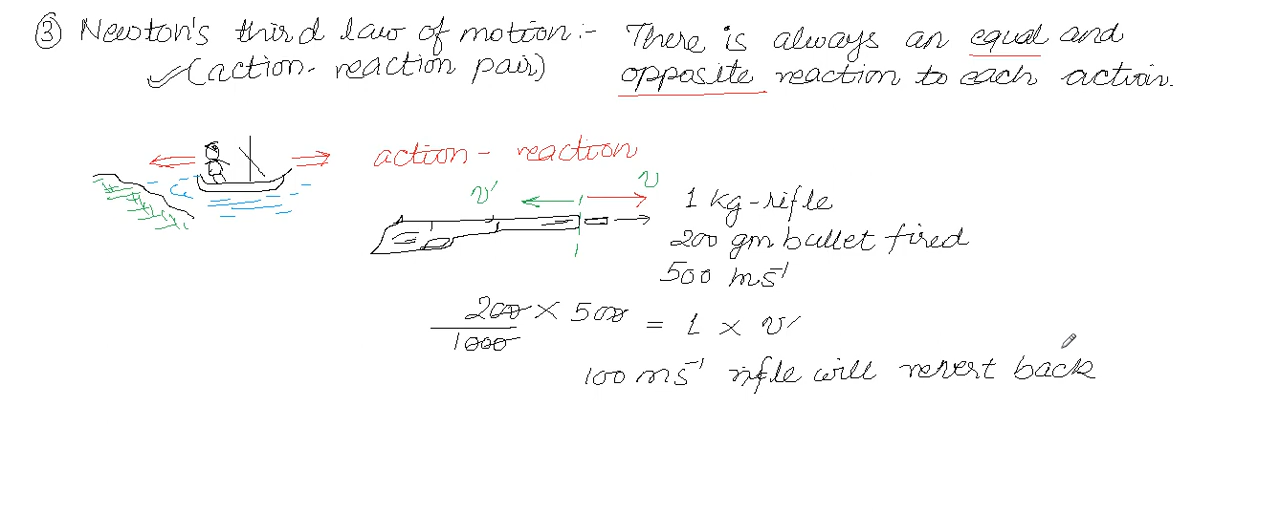 ③ Newton's third law of motion :- There is always an equal and
(action-reaction pair) opposite reaction to each action.
action - reaction
v' v
1 kg-rifle
200 gm bullet fired
500 ms⁻¹
200/1000 × 500 = 1 × v'
100 ms⁻¹ rifle will revert back